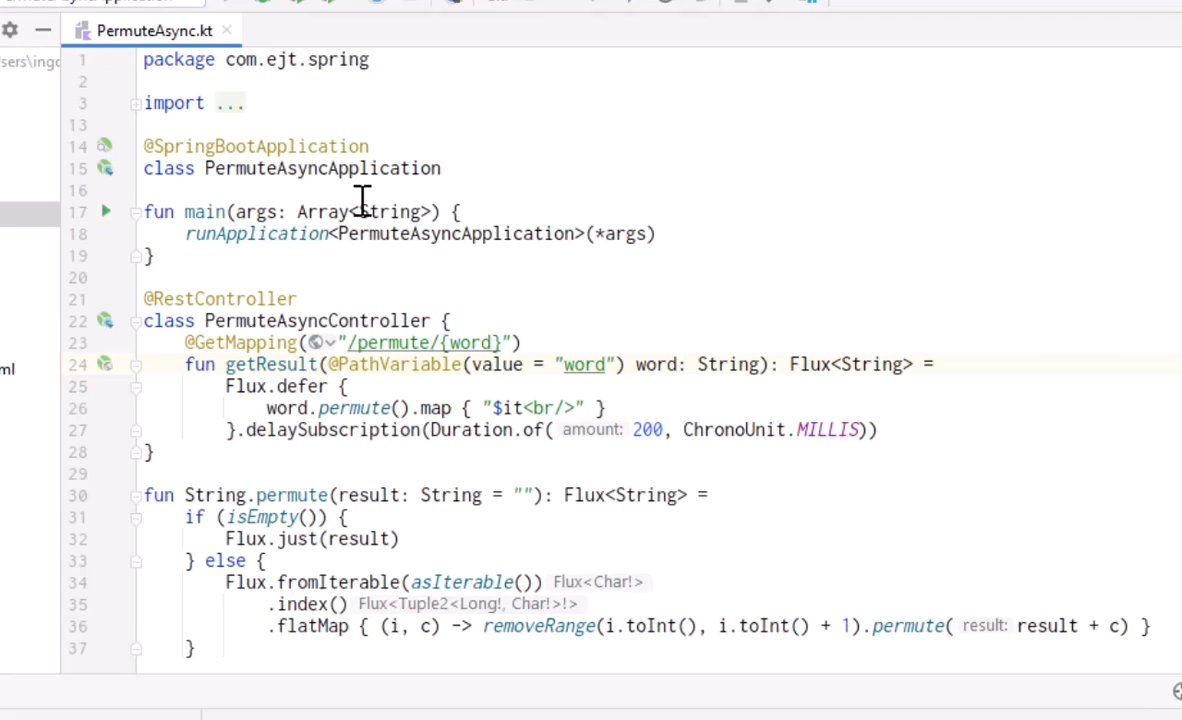 PermuteAsync.kt
sers\ingo
1 package com.ejt.spring
2
3 import ...
13
14 @SpringBootApplication
15 class PermuteAsyncApplication
16
17 fun main(args: Array<String>) {
18 runApplication<PermuteAsyncApplication>(*args)
19 }
20
21 @RestController
22 class PermuteAsyncController {
23 @GetMapping("/permute/{word}")
24 fun getResult(@PathVariable(value = "word") word: String): Flux<String> =
25 Flux.defer {
26 word.permute().map { "$it<br/>" }
27 }.delaySubscription(Duration.of( amount: 200, ChronoUnit.MILLIS))
28 }
29
30 fun String.permute(result: String = ""): Flux<String> =
31 if (isEmpty()) {
32 Flux.just(result)
33 } else {
34 Flux.fromIterable(asIterable()) Flux<Char!>
35 .index() Flux<Tuple2<Long!, Char!>!>
36 .flatMap { (i, c) -> removeRange(i.toInt(), i.toInt() + 1).permute( result: result + c) }
37 }
ml